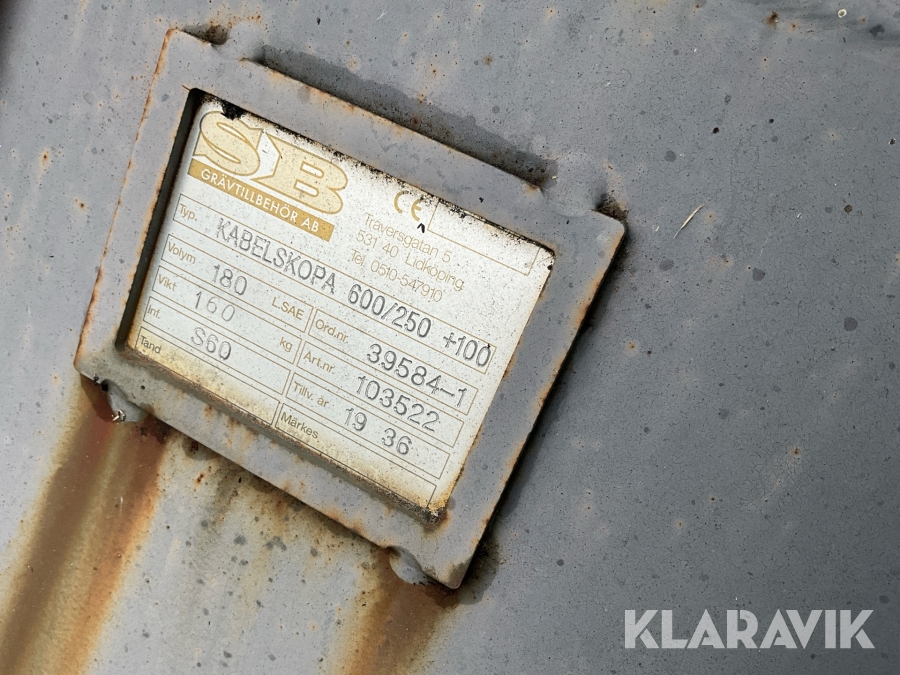 SB
GRÄVTILLBEHÖR AB
CE
Traversgatan 5
531 40 Lidköping
Tel. 0510-547910
Typ. KABELSKOPA 600/250 +100
Volym 180 L.SAE Ord.nr. 39584-1
Vikt 160 kg Art.nr. 103522
Inf. S60 Tillv. år 19 36
Tand Märkes
KLARAVIK